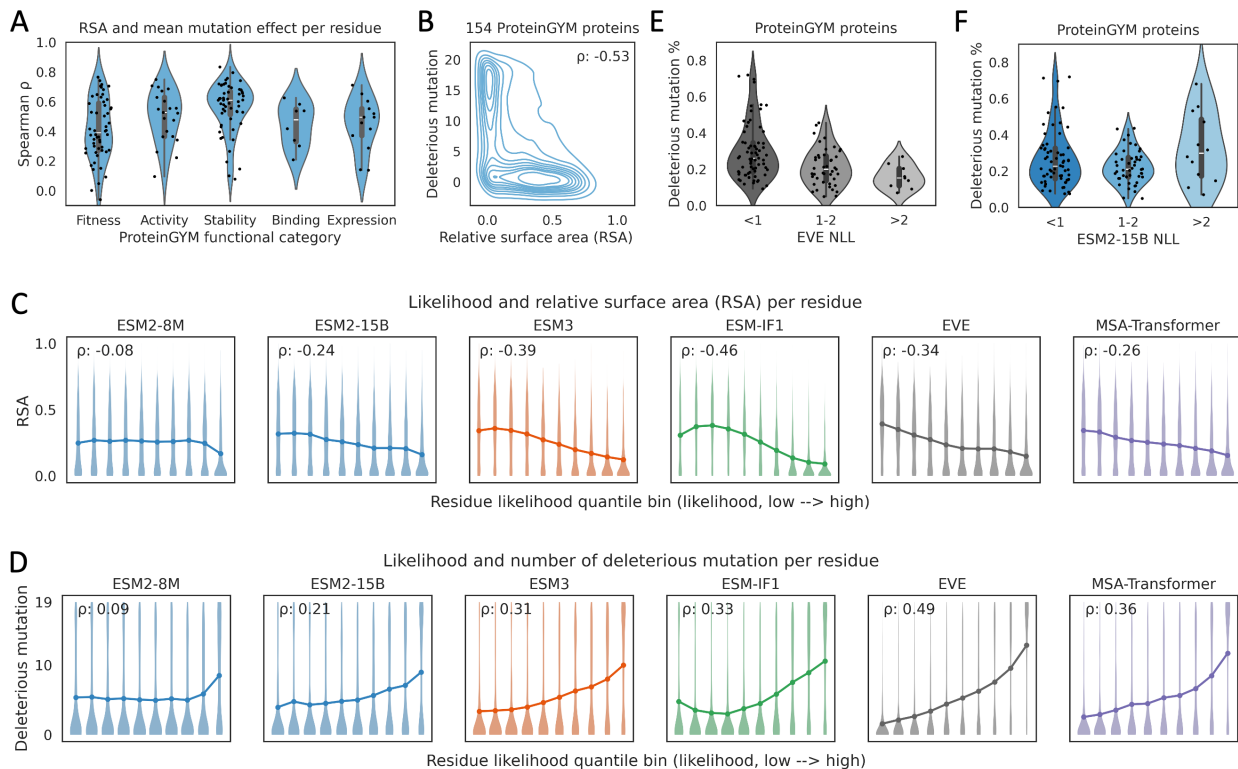 A
RSA and mean mutation effect per residue
Spearman ρ
1.0
0.8
0.6
0.4
0.2
0.0
Fitness Activity Stability Binding Expression
ProteinGYM functional category
B
154 ProteinGYM proteins
ρ: -0.53
Deleterious mutation
20
15
10
5
0
0.0 0.5 1.0
Relative surface area (RSA)
E
ProteinGYM proteins
Deleterious mutation %
0.8
0.6
0.4
0.2
0.0
<1 1-2 >2
EVE NLL
F
ProteinGYM proteins
Deleterious mutation %
0.8
0.6
0.4
0.2
0.0
<1 1-2 >2
ESM2-15B NLL
C
Likelihood and relative surface area (RSA) per residue
ESM2-8M ESM2-15B ESM3 ESM-IF1 EVE MSA-Transformer
ρ: -0.08 ρ: -0.24 ρ: -0.39 ρ: -0.46 ρ: -0.34 ρ: -0.26
RSA
1.0
0.5
0.0
Residue likelihood quantile bin (likelihood, low --> high)
D
Likelihood and number of deleterious mutation per residue
ESM2-8M ESM2-15B ESM3 ESM-IF1 EVE MSA-Transformer
ρ: 0.09 ρ: 0.21 ρ: 0.31 ρ: 0.33 ρ: 0.49 ρ: 0.36
Deleterious mutation
19
10
0
Residue likelihood quantile bin (likelihood, low --> high)